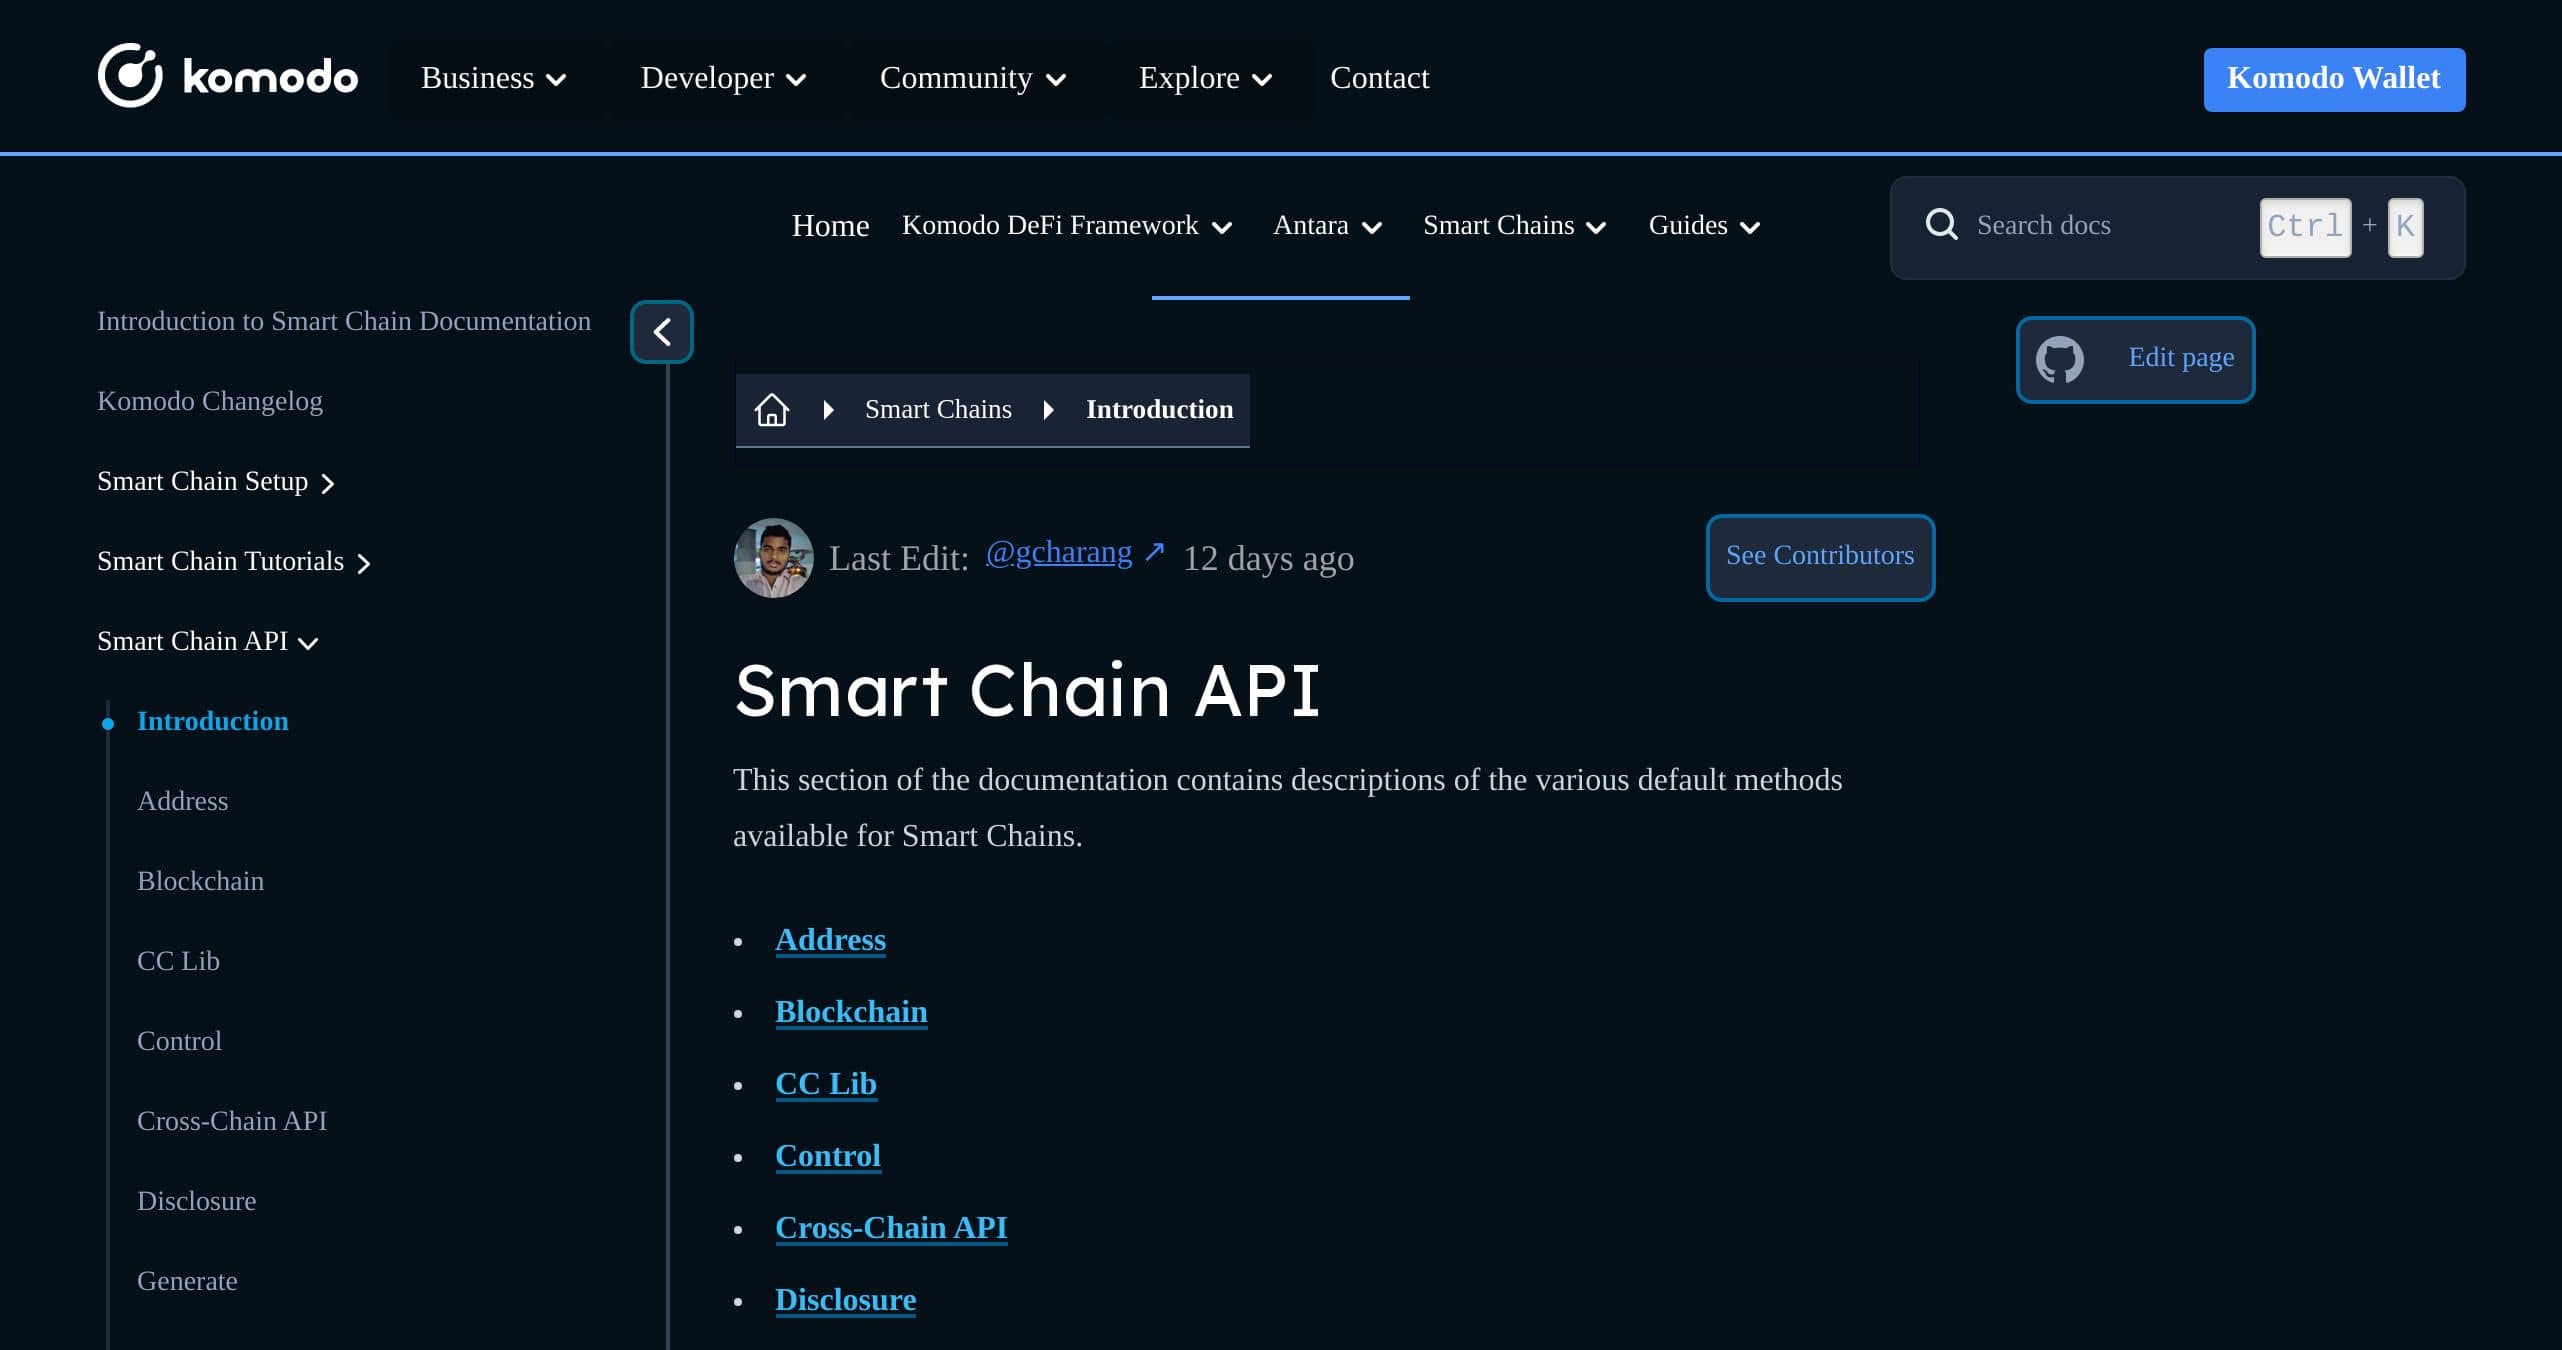 komodo
Business
Developer
Community
Explore
Contact
Komodo Wallet
Home
Komodo DeFi Framework
Antara
Smart Chains
Guides
Search docs
Ctrl + K
Introduction to Smart Chain Documentation
Komodo Changelog
Smart Chain Setup
Smart Chain Tutorials
Smart Chain API
Introduction
Address
Blockchain
CC Lib
Control
Cross-Chain API
Disclosure
Generate
Smart Chains
Introduction
Edit page
Last Edit: @gcharang ↗ 12 days ago
See Contributors
Smart Chain API
This section of the documentation contains descriptions of the various default methods
available for Smart Chains.
• Address
• Blockchain
• CC Lib
• Control
• Cross-Chain API
• Disclosure